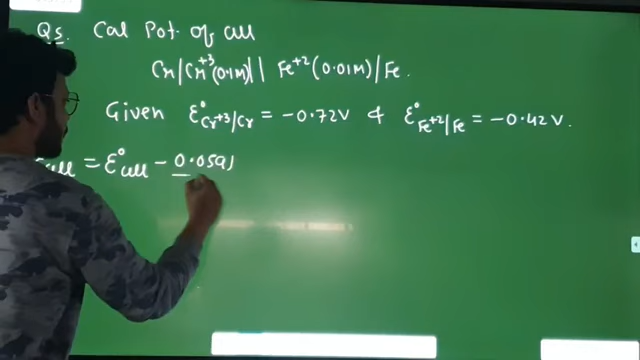 Qs. Cal Pot. of cell
Cr/Cr+3(0.1M)||Fe+2(0.01M)/Fe.
Given ε°Cr+3/Cr = -0.72V & ε°Fe+2/Fe = -0.42V.
cell = ε°cell - 0.0591